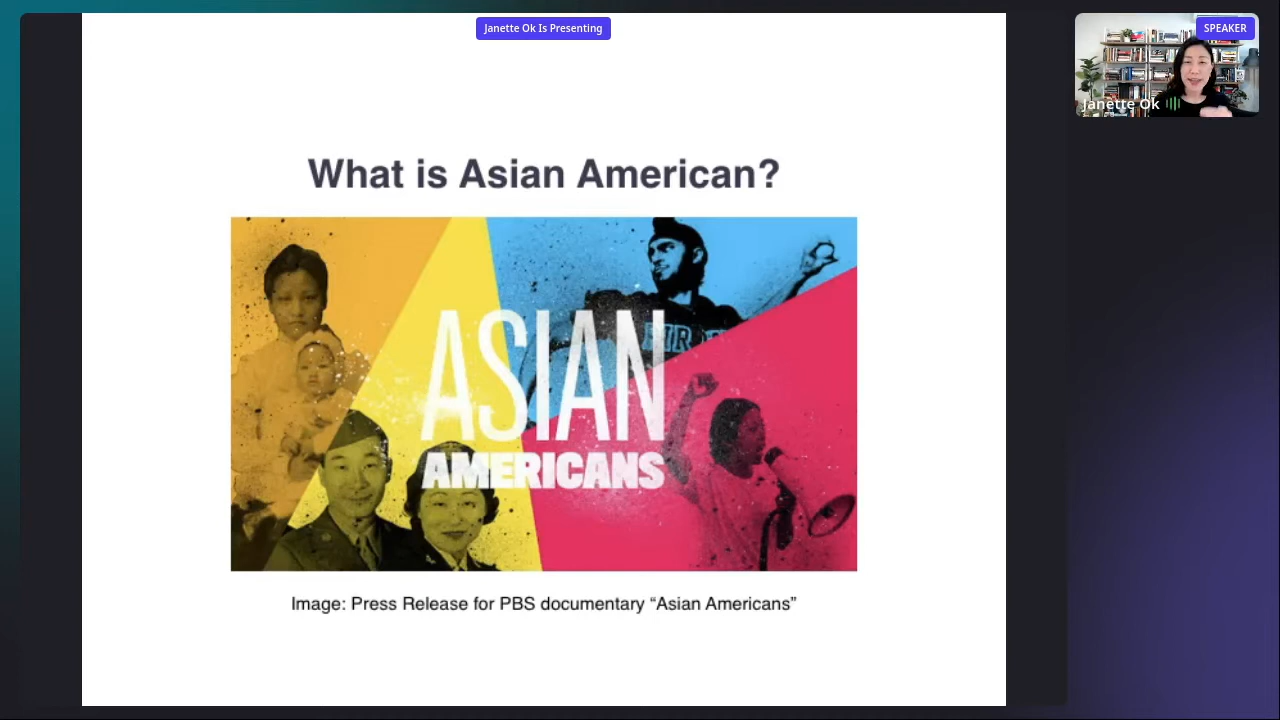 Janette Ok Is Presenting
SPEAKER
Janette Ok
What is Asian American?
ASIAN
AMERICANS
Image: Press Release for PBS documentary “Asian Americans”